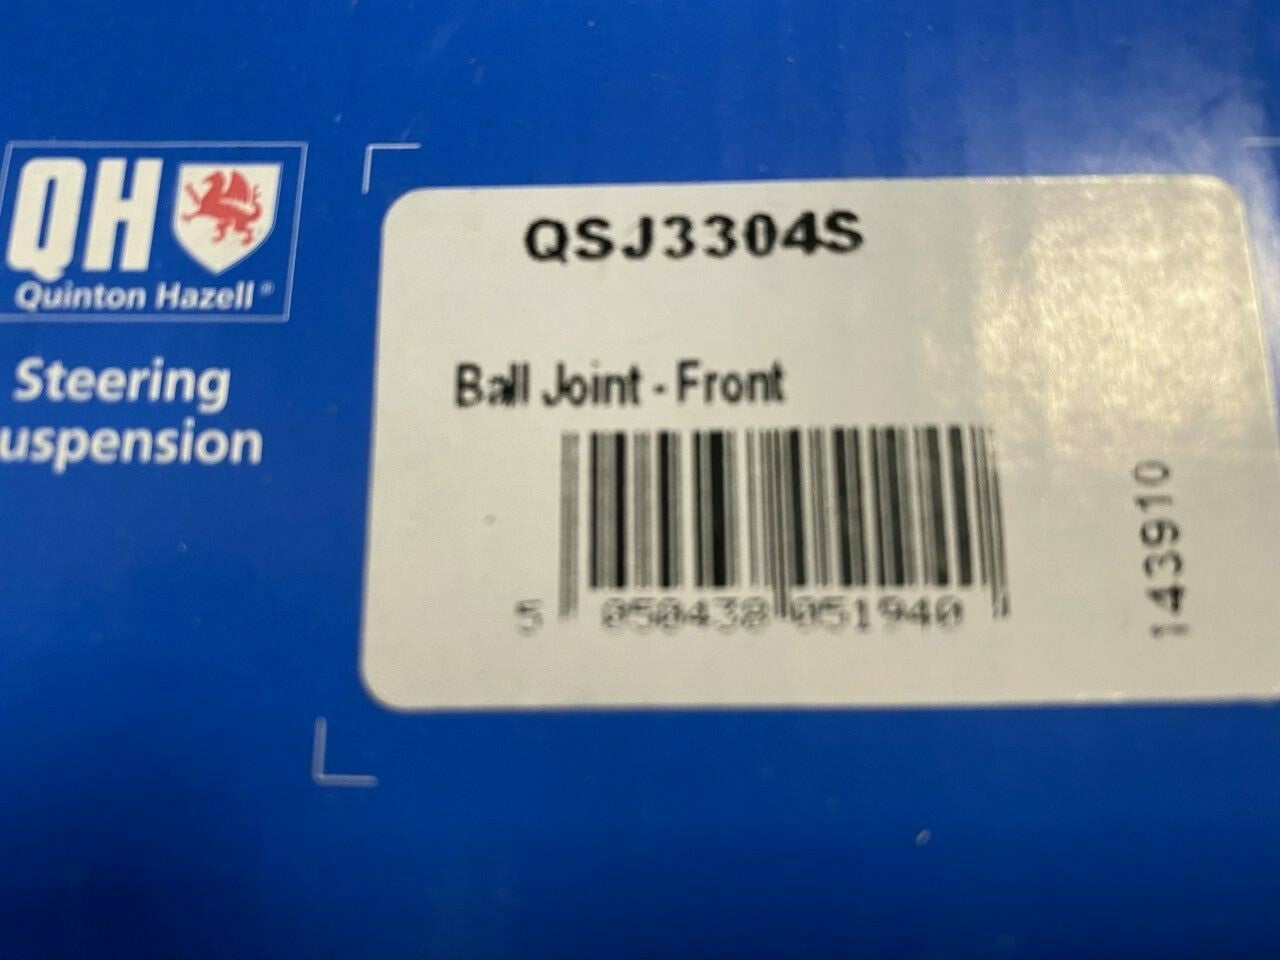 QH
Quinton Hazell®
Steering
uspension
QSJ3304S
Ball Joint - Front
5 050438 051940
143910